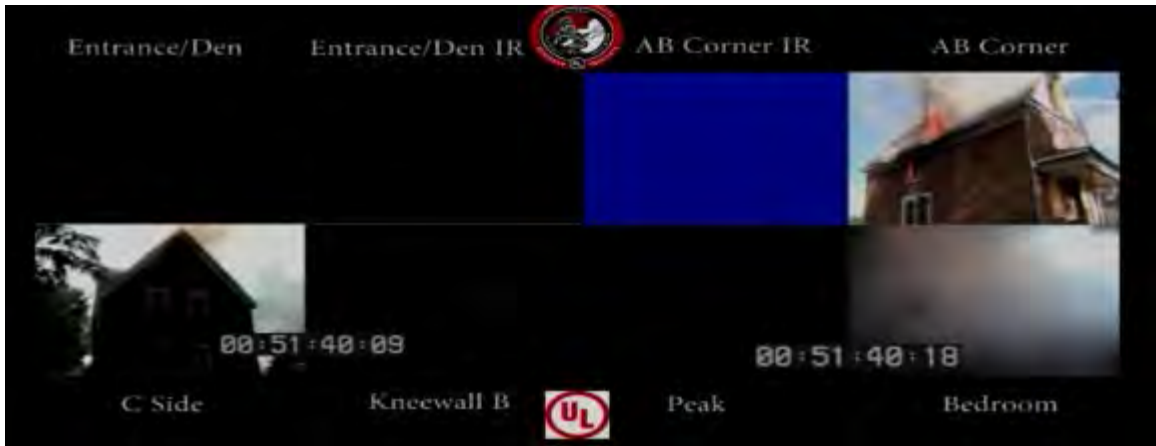 Entrance/Den
Entrance/Den IR
AB Corner IR
AB Corner
00:51:40:09
00:51:40:18
C Side
Kneewall B
UL
Peak
Bedroom